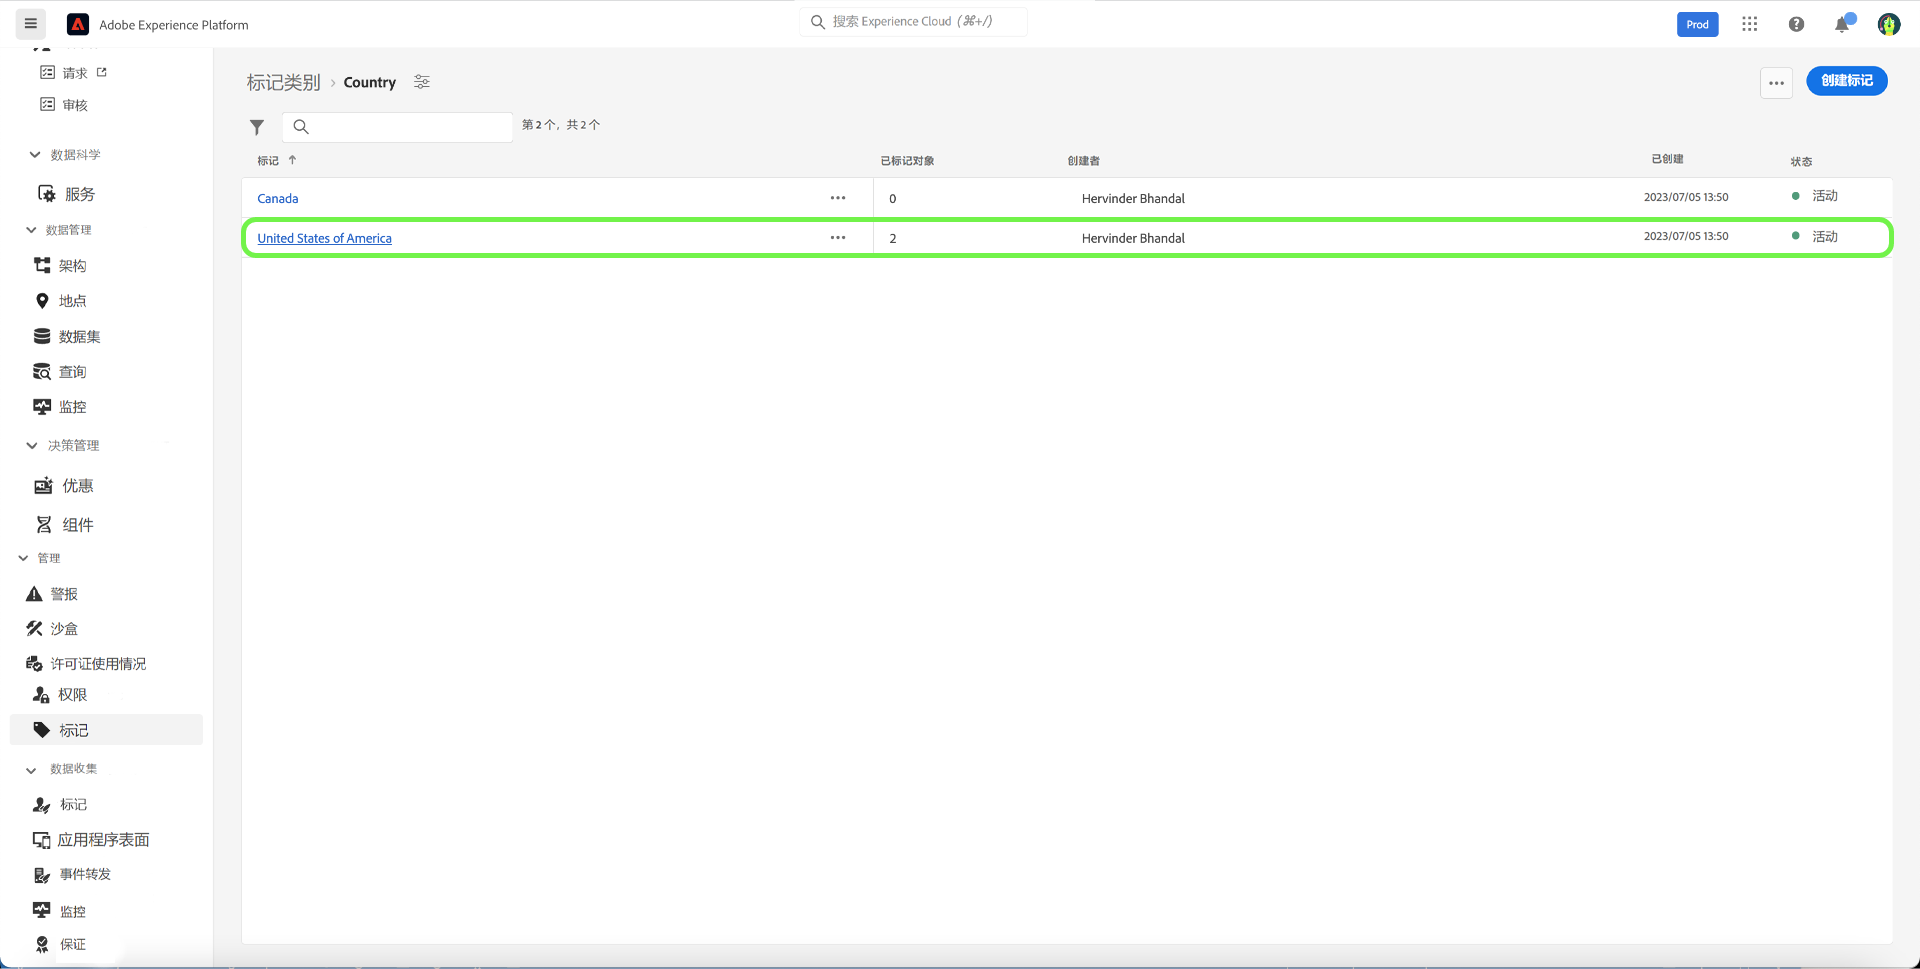 Adobe Experience Platform
搜索 Experience Cloud (⌘+/)
Prod
请求
审核
数据科学
服务
数据管理
架构
地点
数据集
查询
监控
决策管理
优惠
组件
管理
警报
沙盒
许可证使用情况
权限
标记
数据收集
标记
应用程序表面
事件转发
监控
保证
标记类别 › Country
创建标记
第 2 个，共 2 个
标记 已标记对象 创建者 已创建 状态
Canada 0 Hervinder Bhandal 2023/07/05 13:50 活动
United States of America 2 Hervinder Bhandal 2023/07/05 13:50 活动